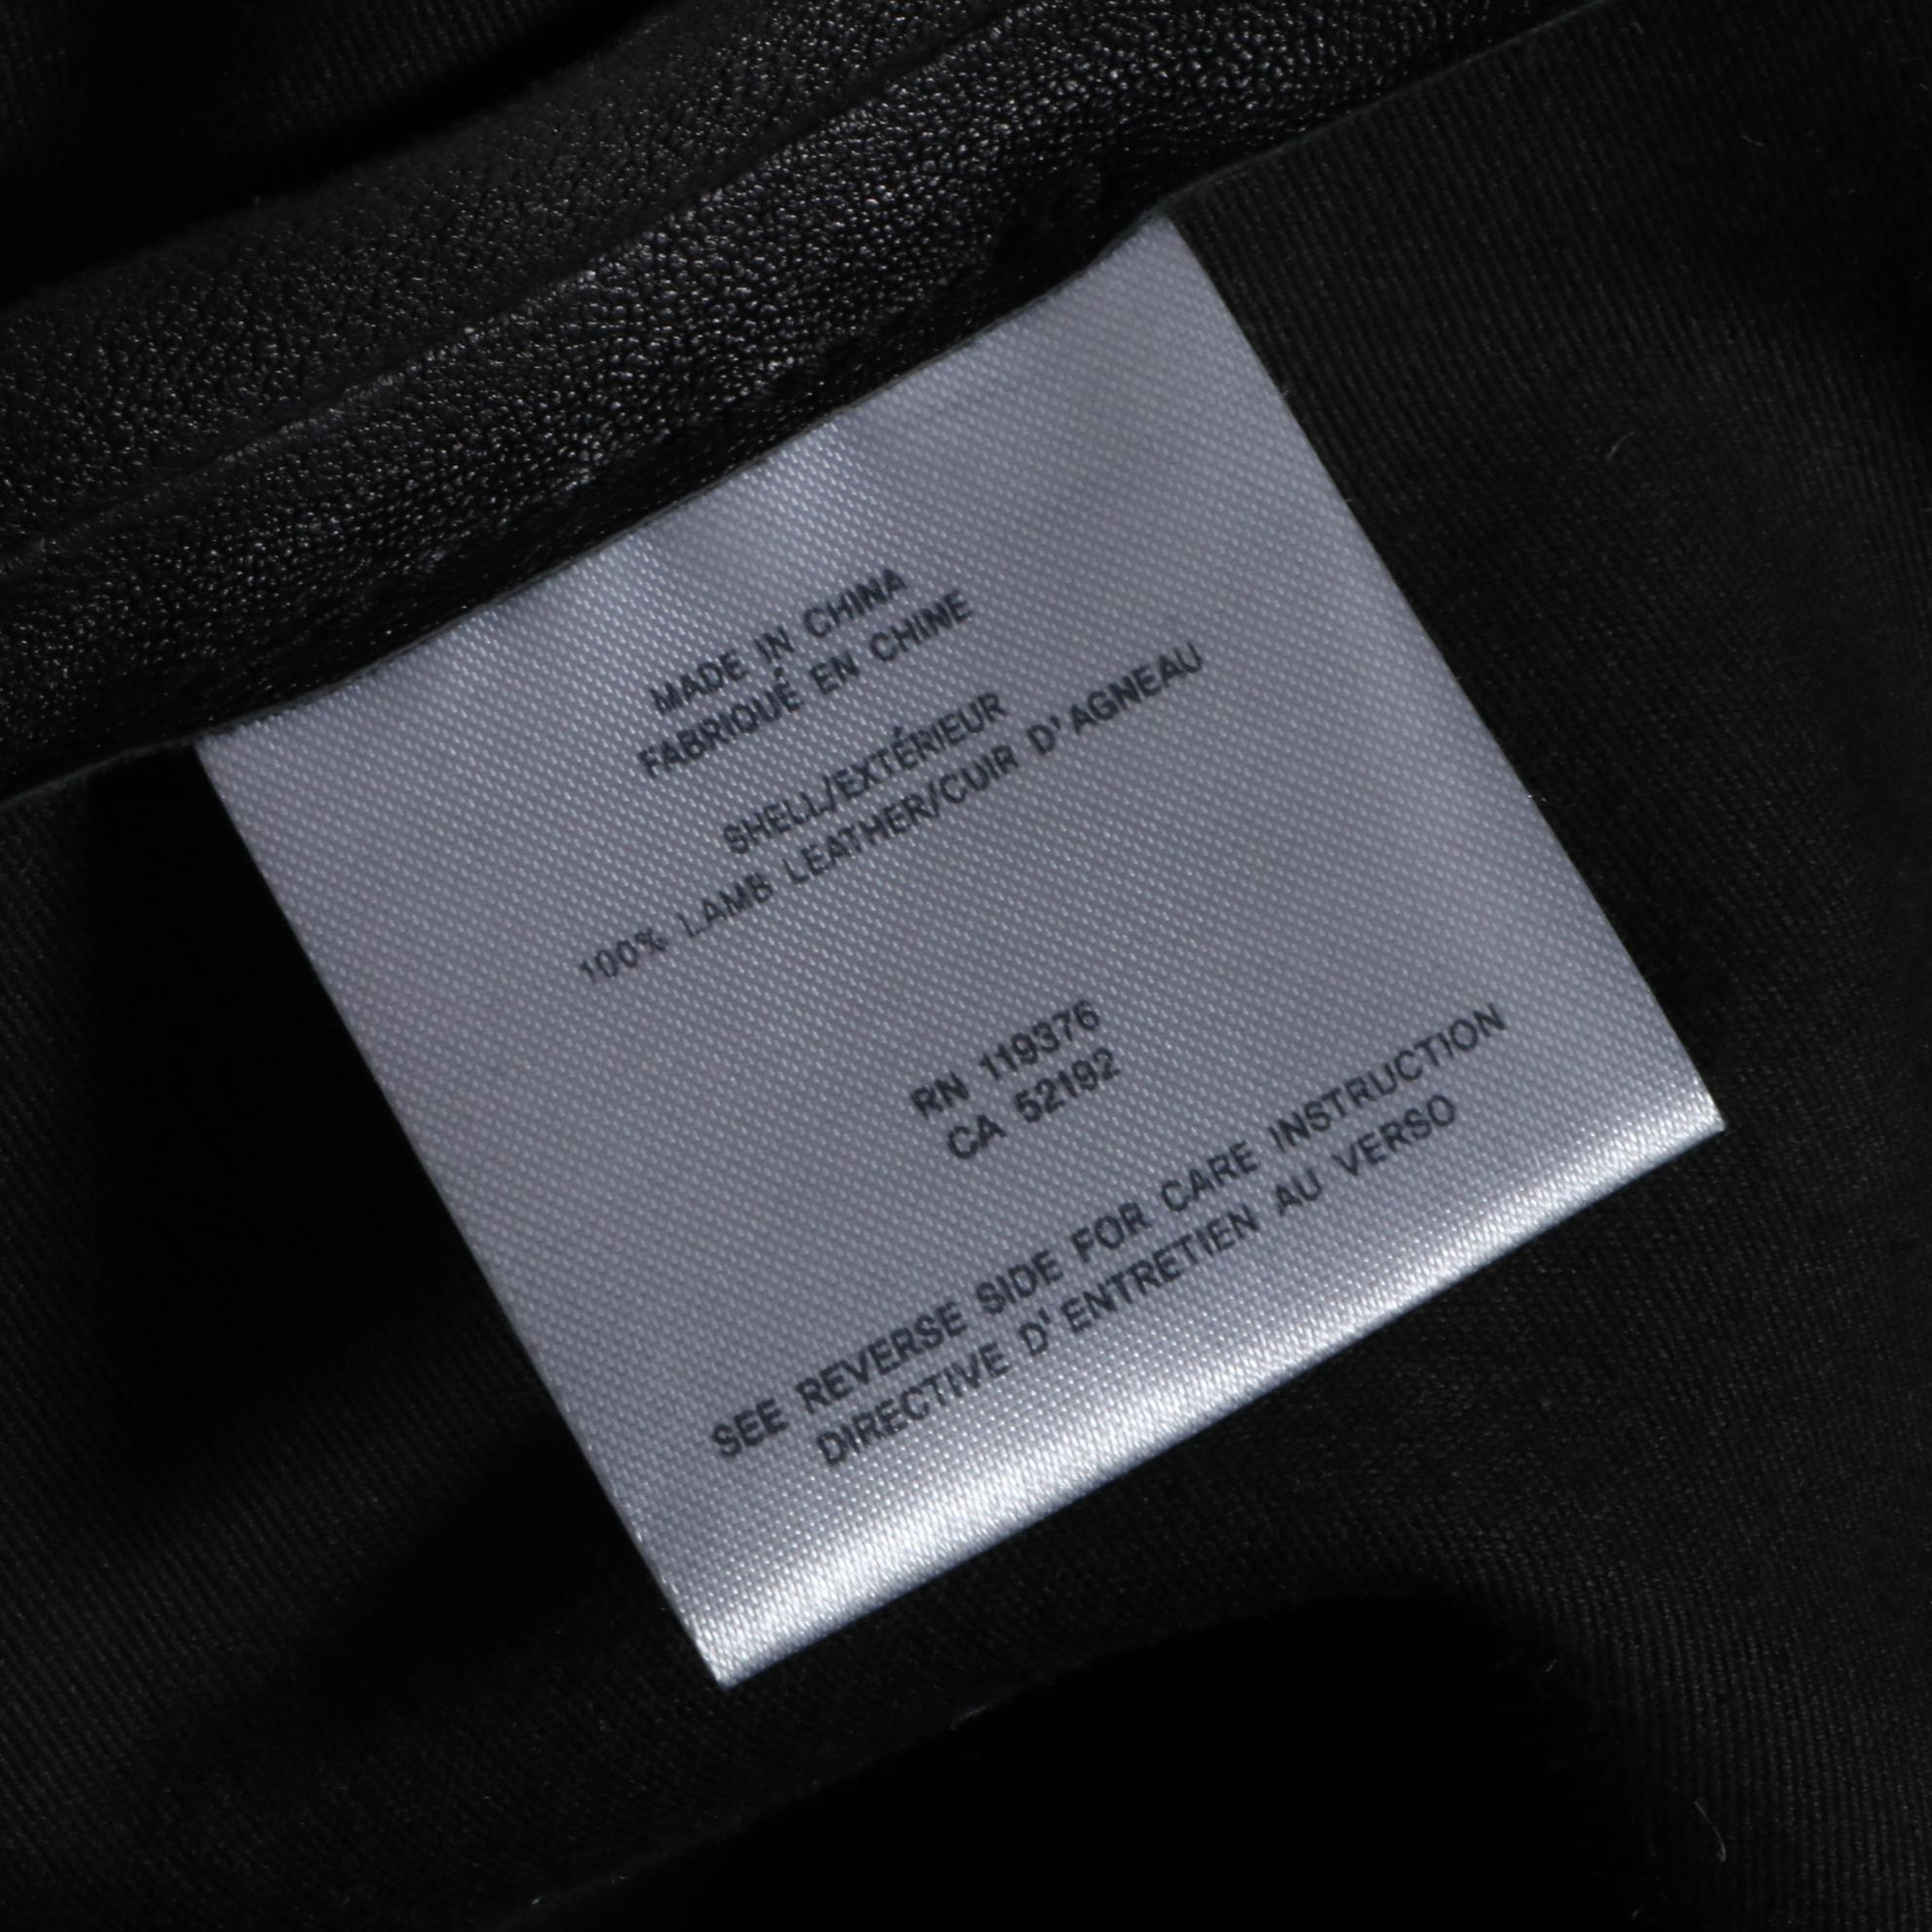 MADE IN CHINA
FABRIQUÉ EN CHINE
SHELL/EXTÉRIEUR
100% LAMB LEATHER/CUIR D'AGNEAU
RN 119376
CA 52192
SEE REVERSE SIDE FOR CARE INSTRUCTION
DIRECTIVE D'ENTRETIEN AU VERSO